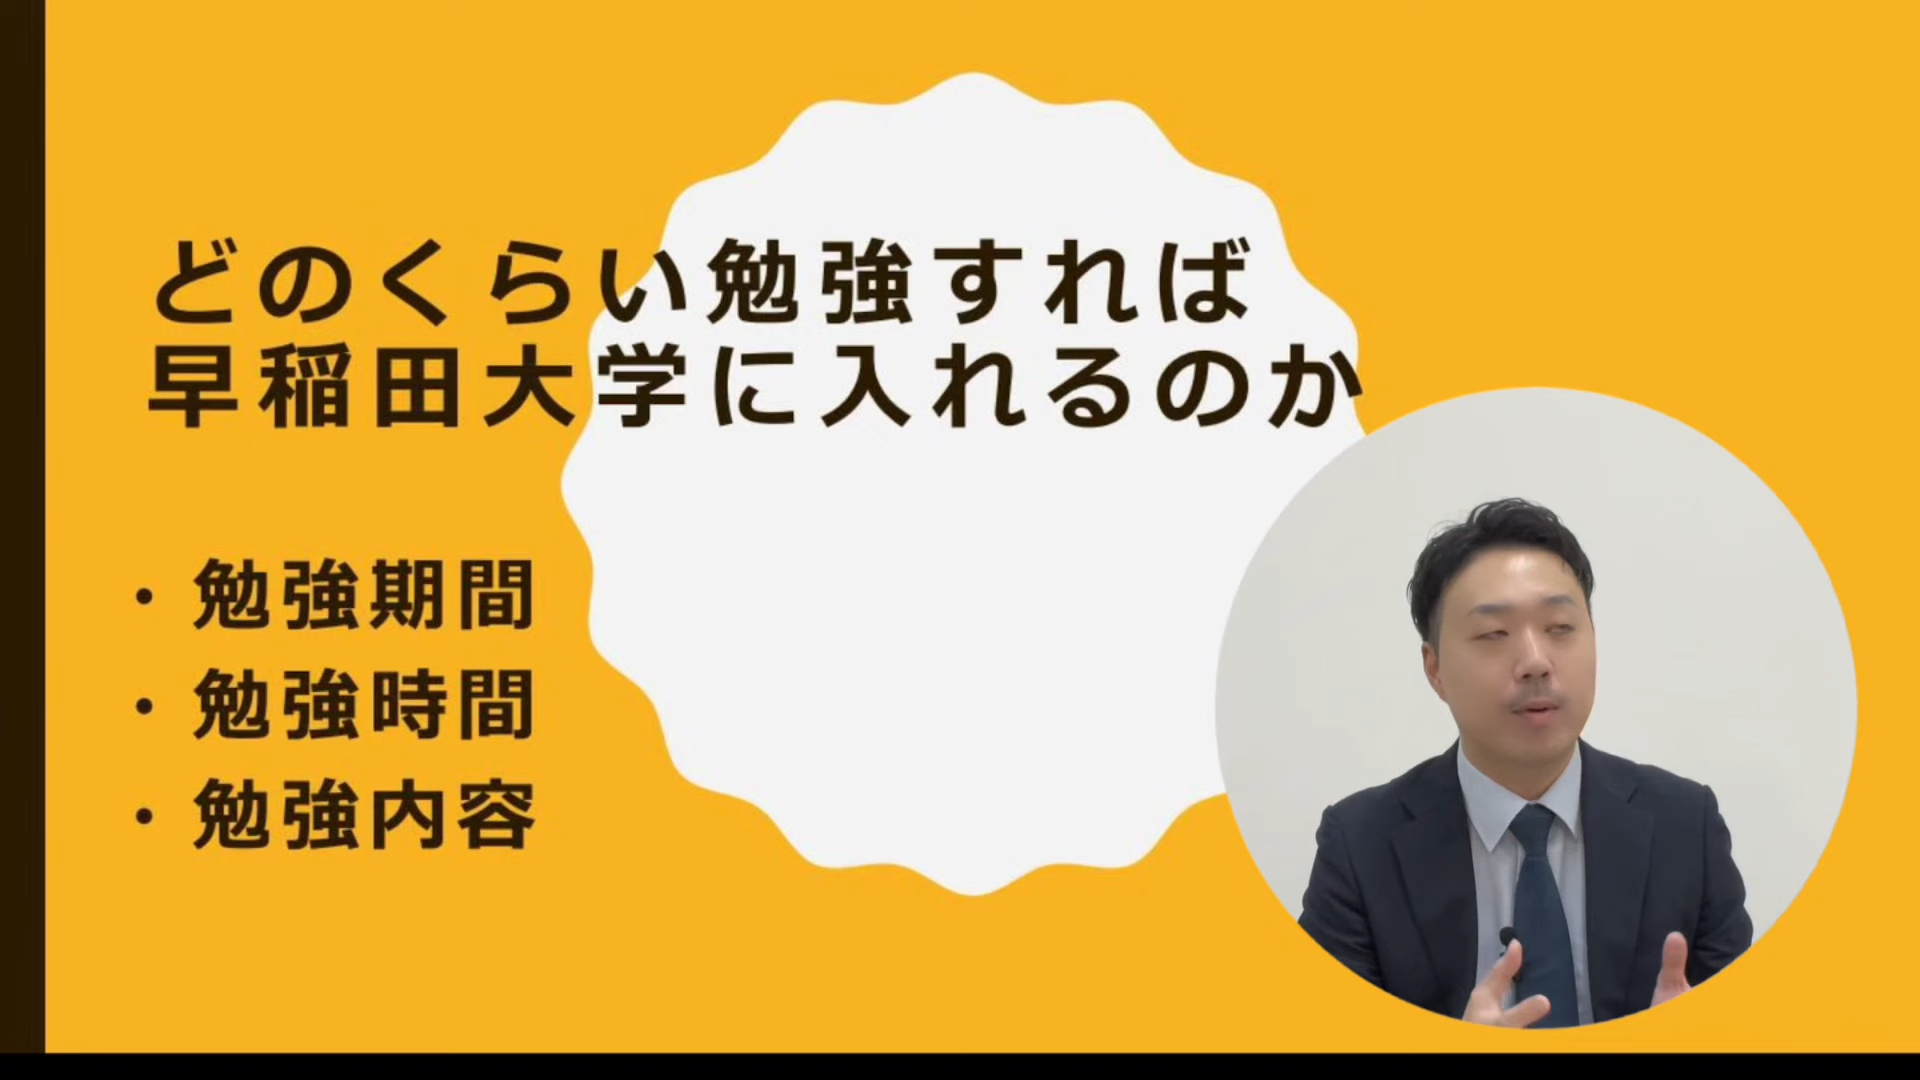 どのくらい勉強すれば
早稲田大学に入れるのか
・勉強期間
・勉強時間
・勉強内容